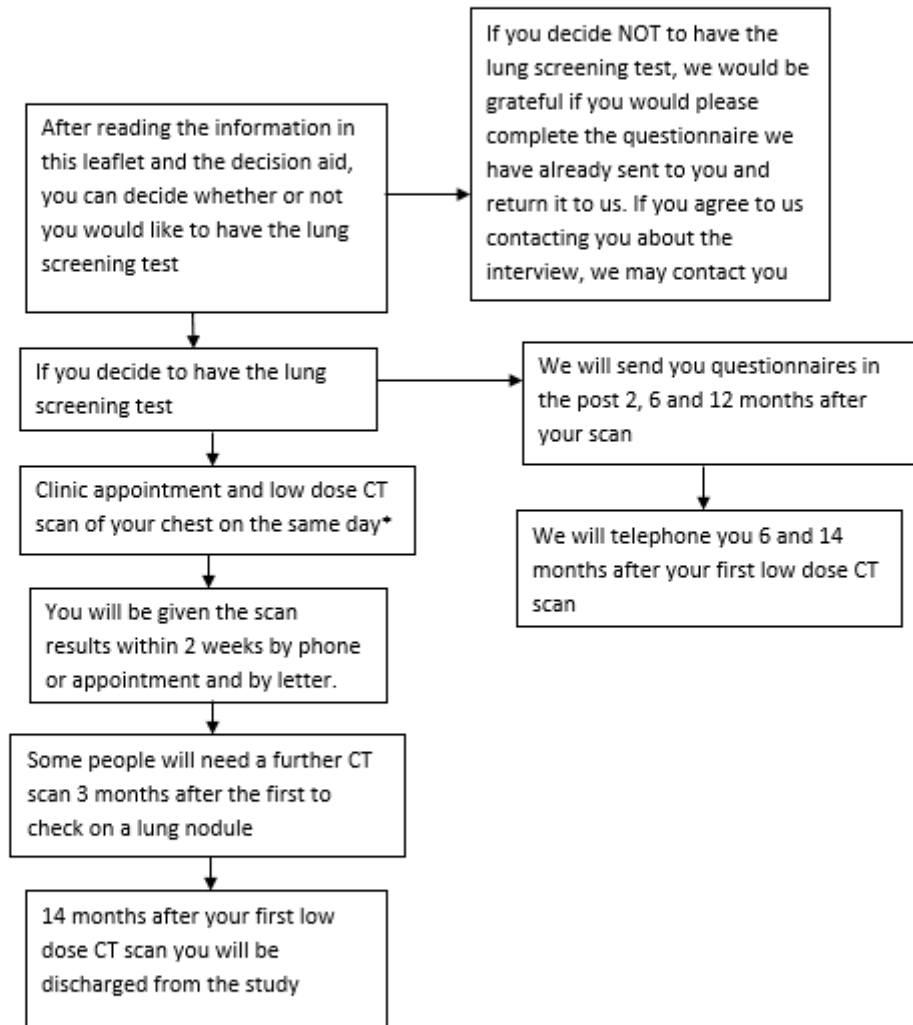 After reading the information in
this leaflet and the decision aid,
you can decide whether or not
you would like to have the lung
screening test
If you decide NOT to have the
lung screening test, we would be
grateful if you would please
complete the questionnaire we
have already sent to you and
return it to us. If you agree to us
contacting you about the
interview, we may contact you
If you decide to have the lung
screening test
We will send you questionnaires in
the post 2, 6 and 12 months after
your scan
Clinic appointment and low dose CT
scan of your chest on the same day*
We will telephone you 6 and 14
months after your first low dose CT
scan
You will be given the scan
results within 2 weeks by phone
or appointment and by letter.
Some people will need a further CT
scan 3 months after the first to
check on a lung nodule
14 months after your first low
dose CT scan you will be
discharged from the study